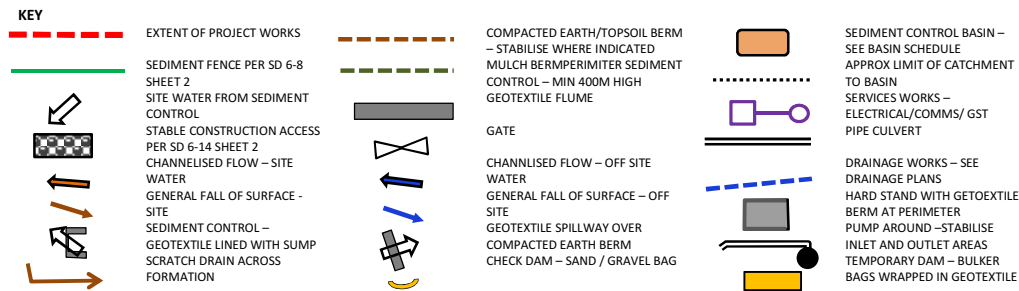 KEY
EXTENT OF PROJECT WORKS
SEDIMENT FENCE PER SD 6-8
SHEET 2
SITE WATER FROM SEDIMENT
CONTROL
STABLE CONSTRUCTION ACCESS
PER SD 6-14 SHEET 2
CHANNELISED FLOW – SITE
WATER
GENERAL FALL OF SURFACE -
SITE
SEDIMENT CONTROL –
GEOTEXTILE LINED WITH SUMP
SCRATCH DRAIN ACROSS
FORMATION
COMPACTED EARTH/TOPSOIL BERM
– STABILISE WHERE INDICATED
MULCH BERMPERIMITER SEDIMENT
CONTROL – MIN 400M HIGH
GEOTEXTILE FLUME
GATE
CHANNLISED FLOW – OFF SITE
WATER
GENERAL FALL OF SURFACE – OFF
SITE
GEOTEXTILE SPILLWAY OVER
COMPACTED EARTH BERM
CHECK DAM – SAND / GRAVEL BAG
SEDIMENT CONTROL BASIN –
SEE BASIN SCHEDULE
APPROX LIMIT OF CATCHMENT
TO BASIN
SERVICES WORKS –
ELECTRICAL/COMMS/ GST
PIPE CULVERT
DRAINAGE WORKS – SEE
DRAINAGE PLANS
HARD STAND WITH GETOEXTILE
BERM AT PERIMETER
PUMP AROUND –STABILISE
INLET AND OUTLET AREAS
TEMPORARY DAM – BULKER
BAGS WRAPPED IN GEOTEXTILE